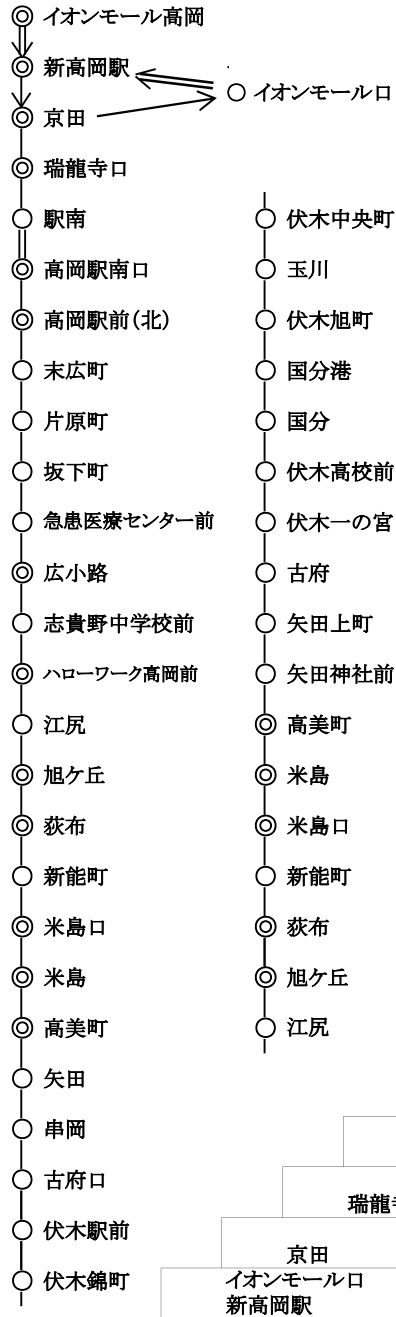 イオンモール高岡
新高岡駅
イオンモール口
京田
瑞龍寺口
駅南
高岡駅南口
高岡駅前(北)
末広町
片原町
坂下町
急患医療センター前
広小路
志貴野中学校前
ハローワーク高岡前
江尻
旭ケ丘
荻布
新能町
米島口
米島
高美町
矢田
串岡
古府口
伏木駅前
伏木錦町
伏木中央町
玉川
伏木旭町
国分港
国分
伏木高校前
伏木一の宮
古府
矢田上町
矢田神社前
高美町
米島
米島口
新能町
荻布
旭ケ丘
江尻
瑞龍
京田
イオンモール口
新高岡駅